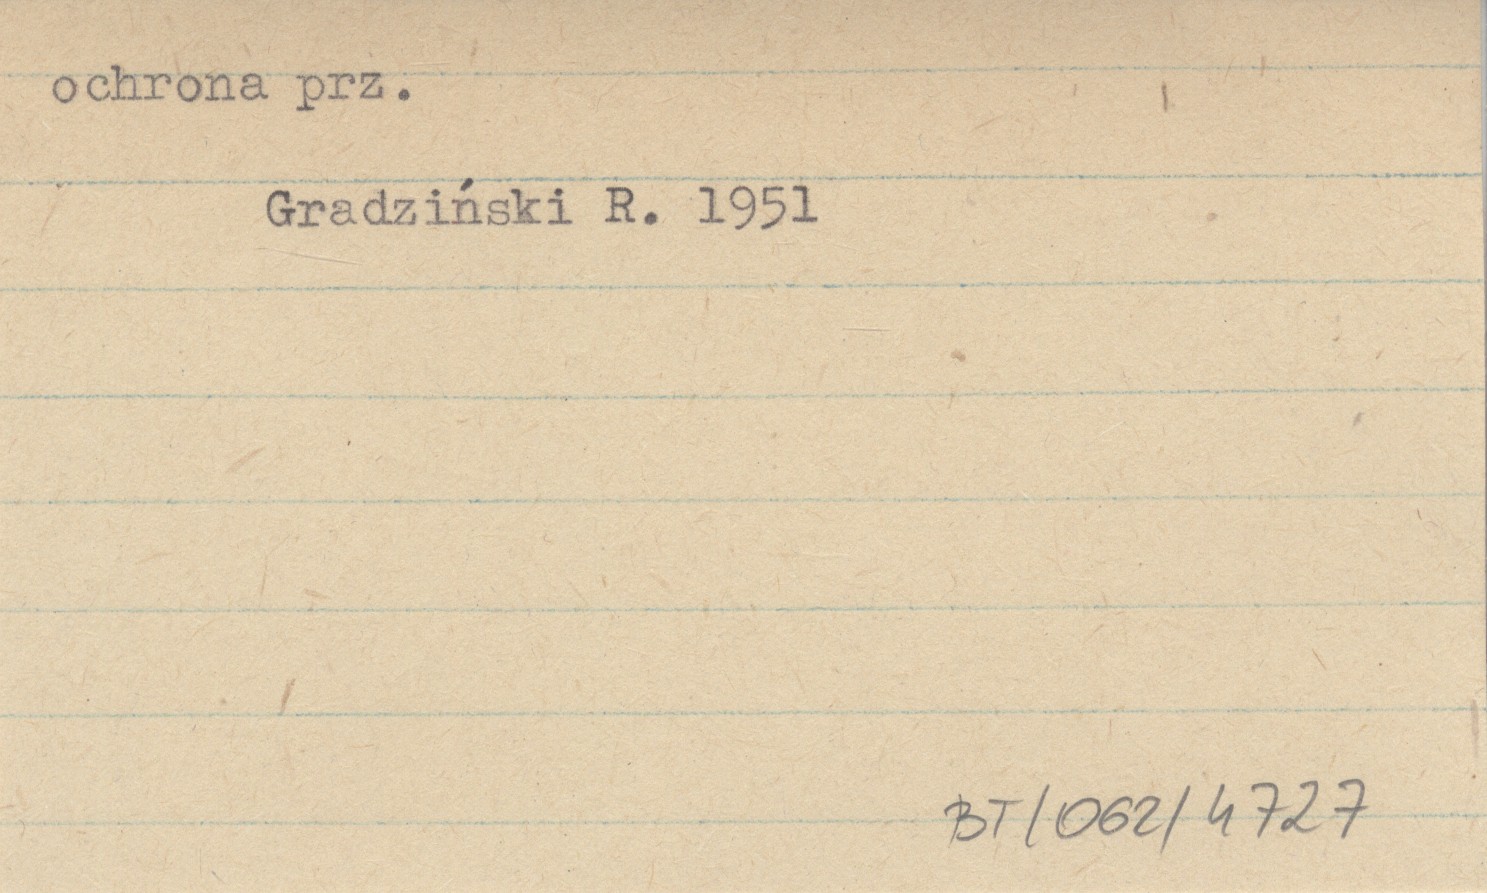 ochrona prz.
Gradziński R. 1951
BT/062/4727